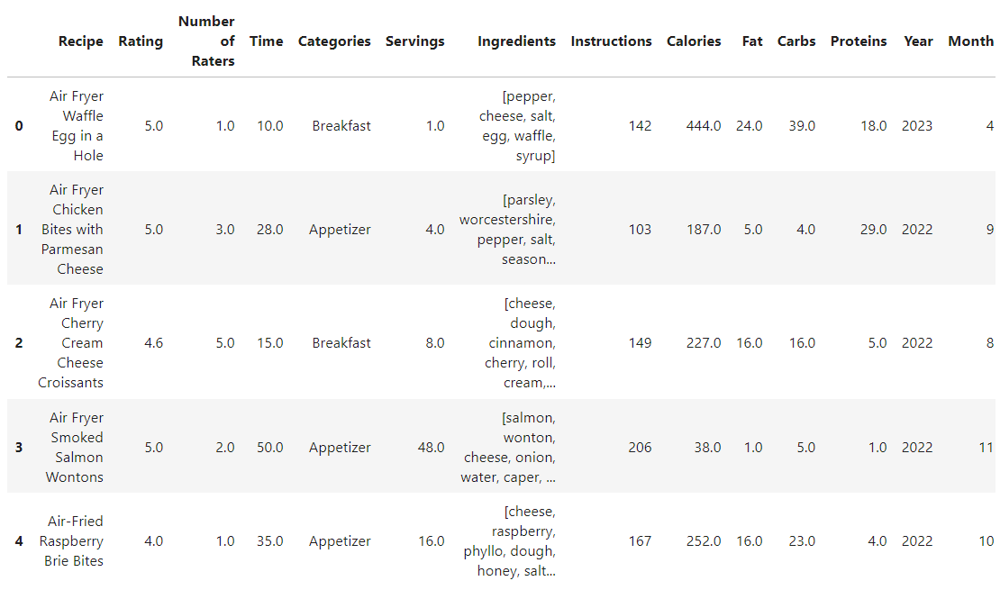 Recipe Rating Number of Raters Time Categories Servings Ingredients Instructions Calories Fat Carbs Proteins Year Month
0 Air Fryer Waffle Egg in a Hole 5.0 1.0 10.0 Breakfast 1.0 [pepper, cheese, salt, egg, waffle, syrup] 142 444.0 24.0 39.0 18.0 2023 4
1 Air Fryer Chicken Bites with Parmesan Cheese 5.0 3.0 28.0 Appetizer 4.0 [parsley, worcestershire, pepper, salt, season... 103 187.0 5.0 4.0 29.0 2022 9
2 Air Fryer Cherry Cream Cheese Croissants 4.6 5.0 15.0 Breakfast 8.0 [cheese, dough, cinnamon, cherry, roll, cream,... 149 227.0 16.0 16.0 5.0 2022 8
3 Air Fryer Smoked Salmon Wontons 5.0 2.0 50.0 Appetizer 48.0 [salmon, wonton, cheese, onion, water, caper, ... 206 38.0 1.0 5.0 1.0 2022 11
4 Air-Fried Raspberry Brie Bites 4.0 1.0 35.0 Appetizer 16.0 [cheese, raspberry, phyllo, dough, honey, salt... 167 252.0 16.0 23.0 4.0 2022 10